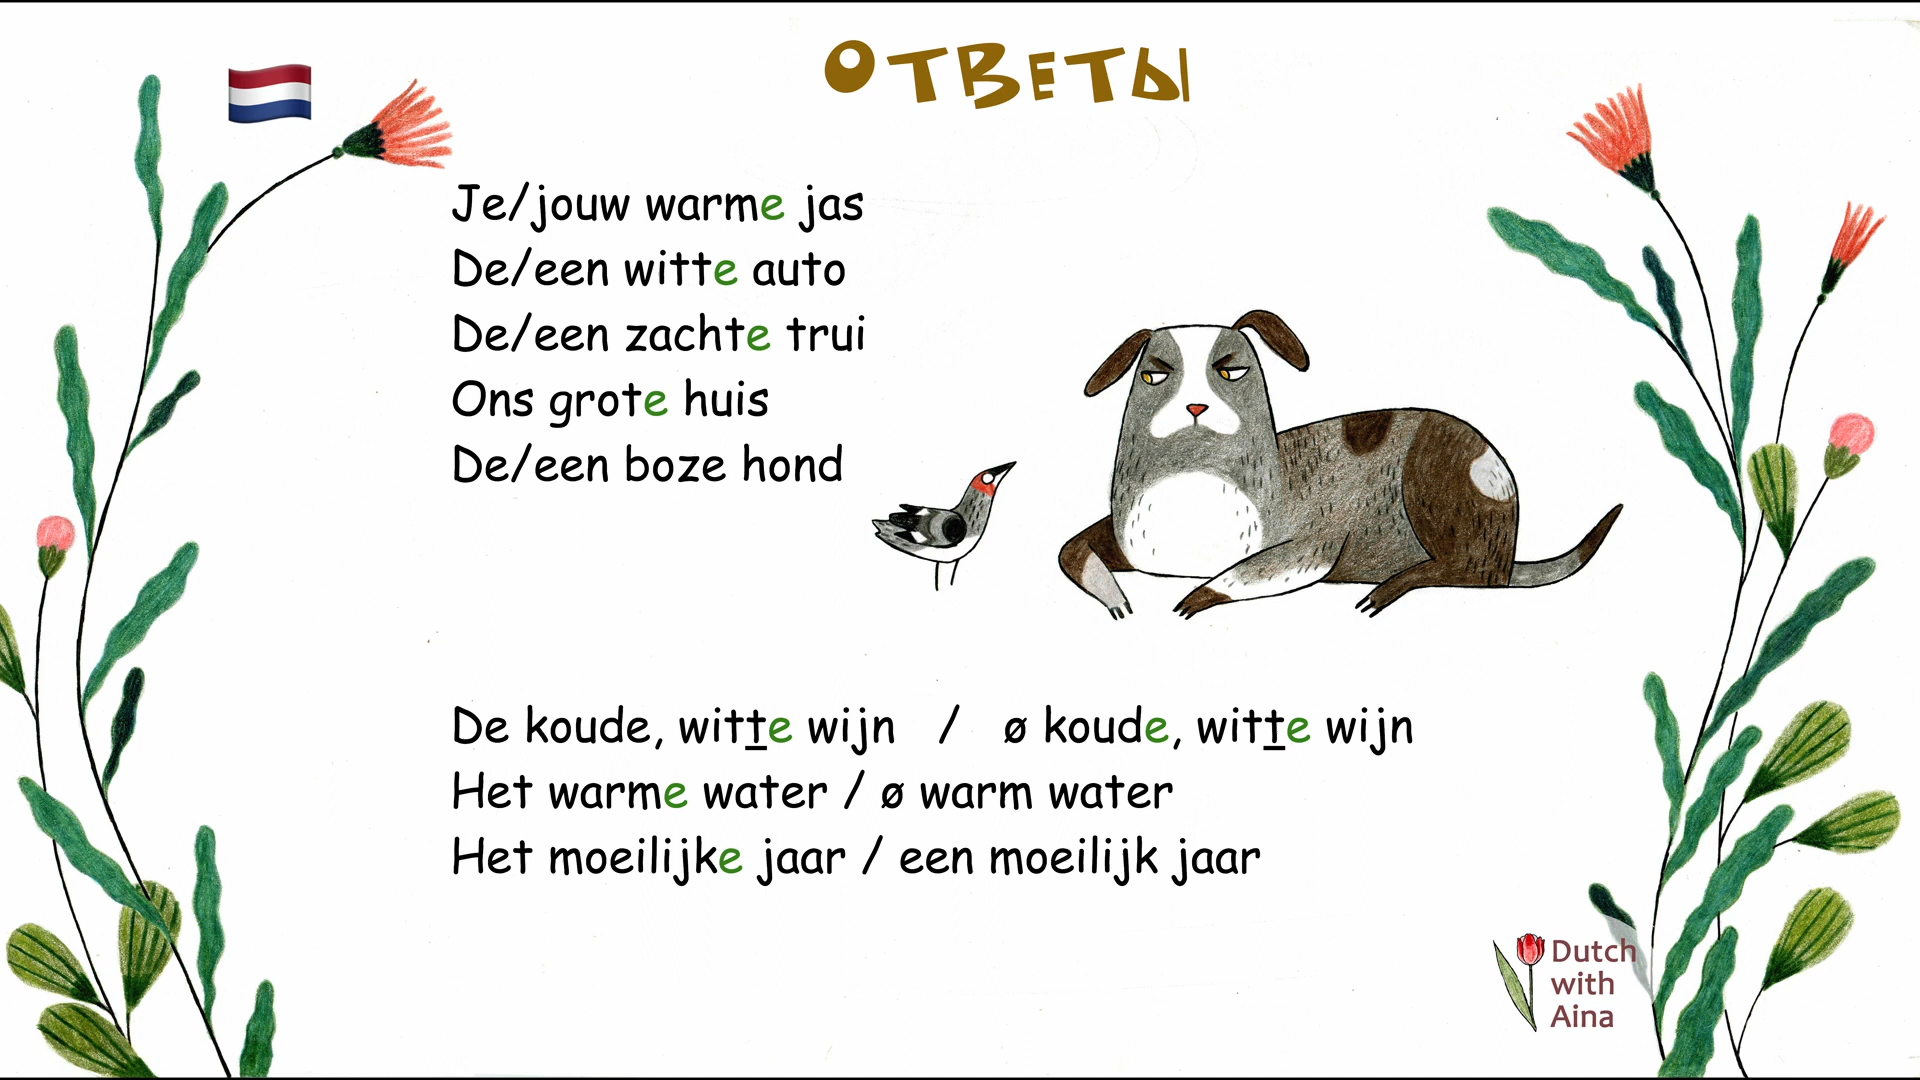 ОТВЕТЫ
Je/jouw warme jas
De/een witte auto
De/een zachte trui
Ons grote huis
De/een boze hond
De koude, witte wijn / ø koude, witte wijn
Het warme water / ø warm water
Het moeilijke jaar / een moeilijk jaar
Dutch
with
Aina